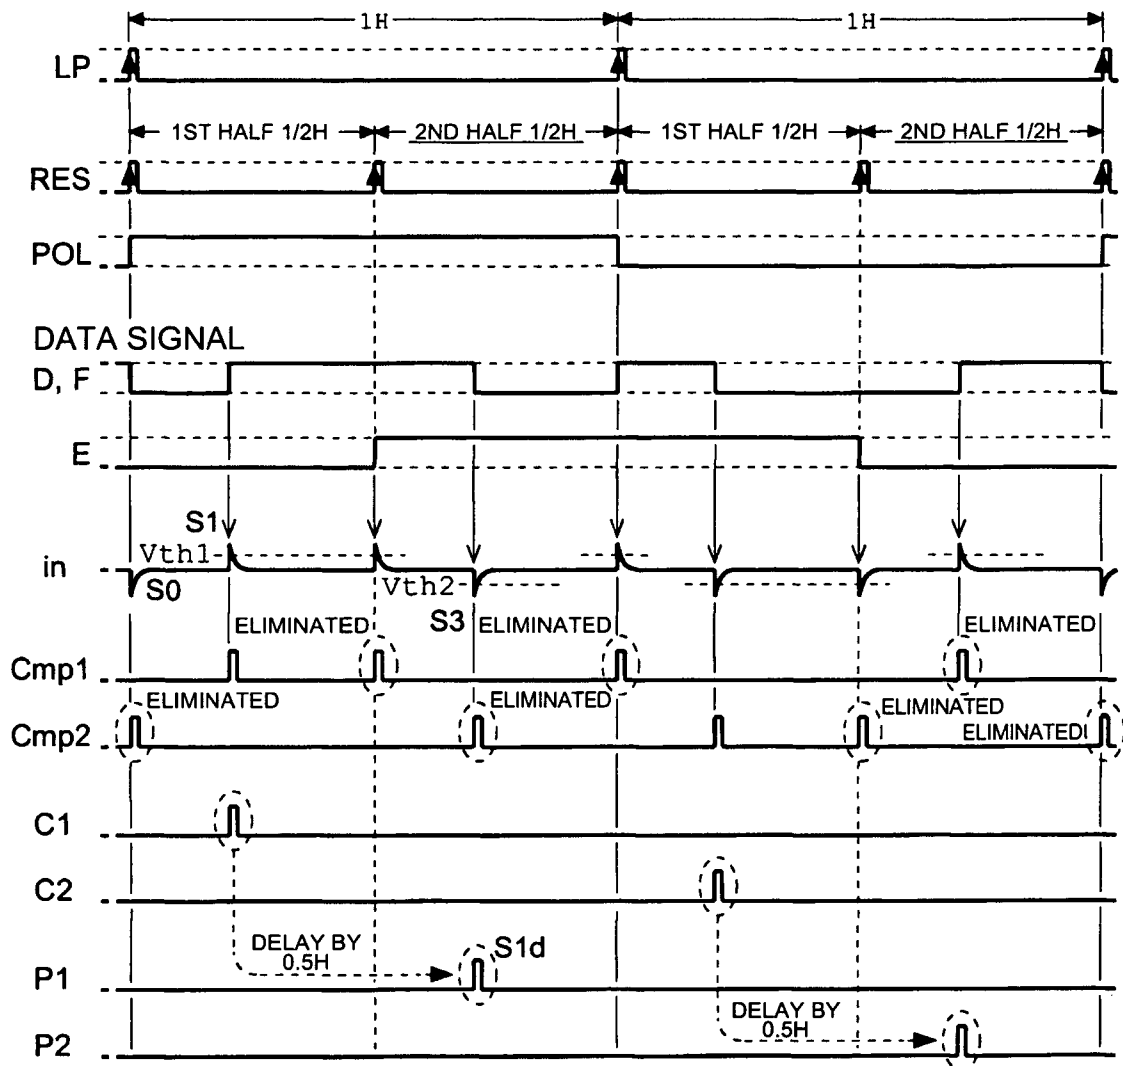 1H 1H
LP
1ST HALF 1/2H 2ND HALF 1/2H 1ST HALF 1/2H 2ND HALF 1/2H
RES
POL
DATA SIGNAL
D, F
E
S1
Vth1
in
S0
Vth2
S3
ELIMINATED ELIMINATED ELIMINATED
Cmp1
ELIMINATED ELIMINATED ELIMINATED
Cmp2
ELIMINATED
C1
C2
DELAY BY
0.5H
S1d
P1
DELAY BY
0.5H
P2